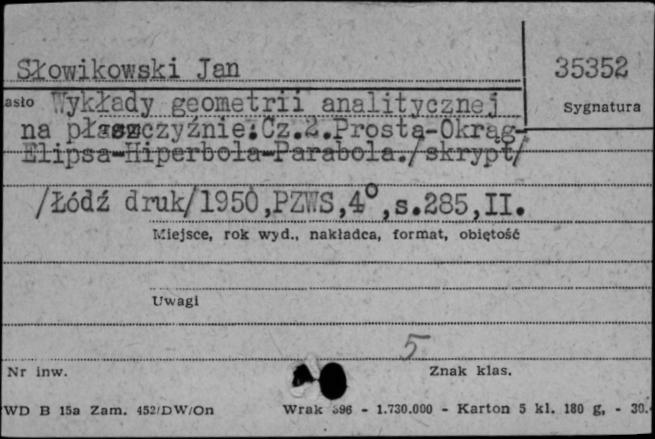 Słowikowski Jan
35352
asło Wykłady geometrii analitycznej
Sygnatura
na płaszczyźnie:Cz.2.Prosta-Okrąg-
Elipsa-Hiperbola-Parabola./skrypt/
/Łódź druk/1950,PZWS,4°,s.285,II.
Miejsce, rok wyd., nakładca, format, objętość
Uwagi
5
Nr inw.
Znak klas.
WD B 15a Zam. 452/DW/On
Wrak 396 - 1.730.000 - Karton 5 kl. 180 g, - 30.